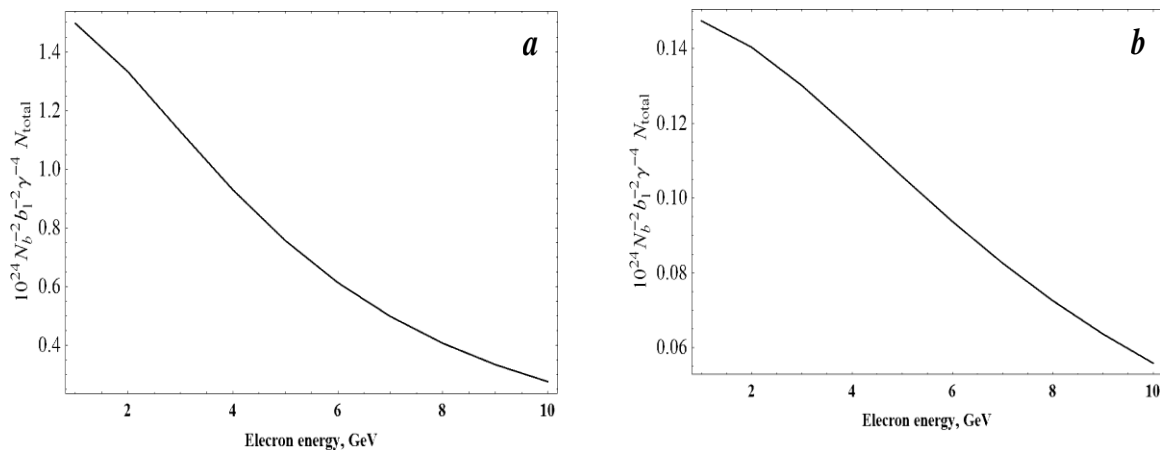 a
1.4
1.2
1.0
0.8
0.6
0.4
2 4 6 8 10
Elecron energy, GeV
10^24 N_b^-2 b_1^-2 γ^-4 N_total
b
0.14
0.12
0.10
0.08
0.06
2 4 6 8 10
Elecron energy, GeV
10^24 N_b^-2 b_1^-2 γ^-4 N_total